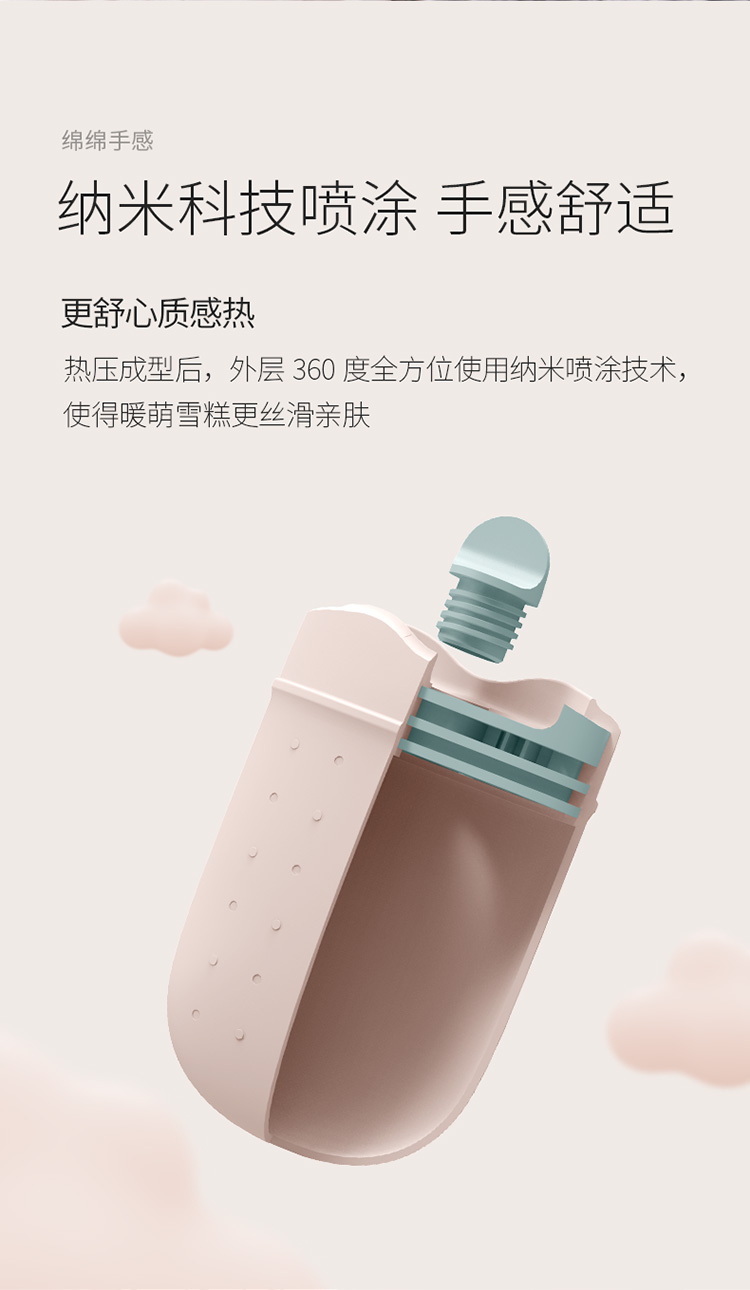 绵绵手感
纳米科技喷涂 手感舒适
更舒心质感热
热压成型后，外层 360 度全方位使用纳米喷涂技术，
使得暖萌雪糕更丝滑亲肤